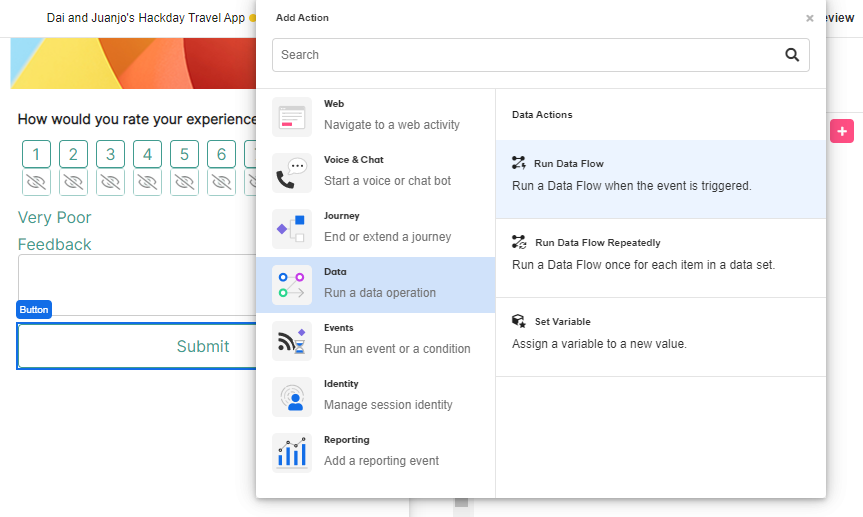 Dai and Juanjo's Hackday Travel App
Add Action
×
Search
How would you rate your experience
1 2 3 4 5 6
Very Poor
Feedback
Button
Submit
Web
Navigate to a web activity
Voice & Chat
Start a voice or chat bot
Journey
End or extend a journey
Data
Run a data operation
Events
Run an event or a condition
Identity
Manage session identity
Reporting
Add a reporting event
Data Actions
Run Data Flow
Run a Data Flow when the event is triggered.
Run Data Flow Repeatedly
Run a Data Flow once for each item in a data set.
Set Variable
Assign a variable to a new value.
+